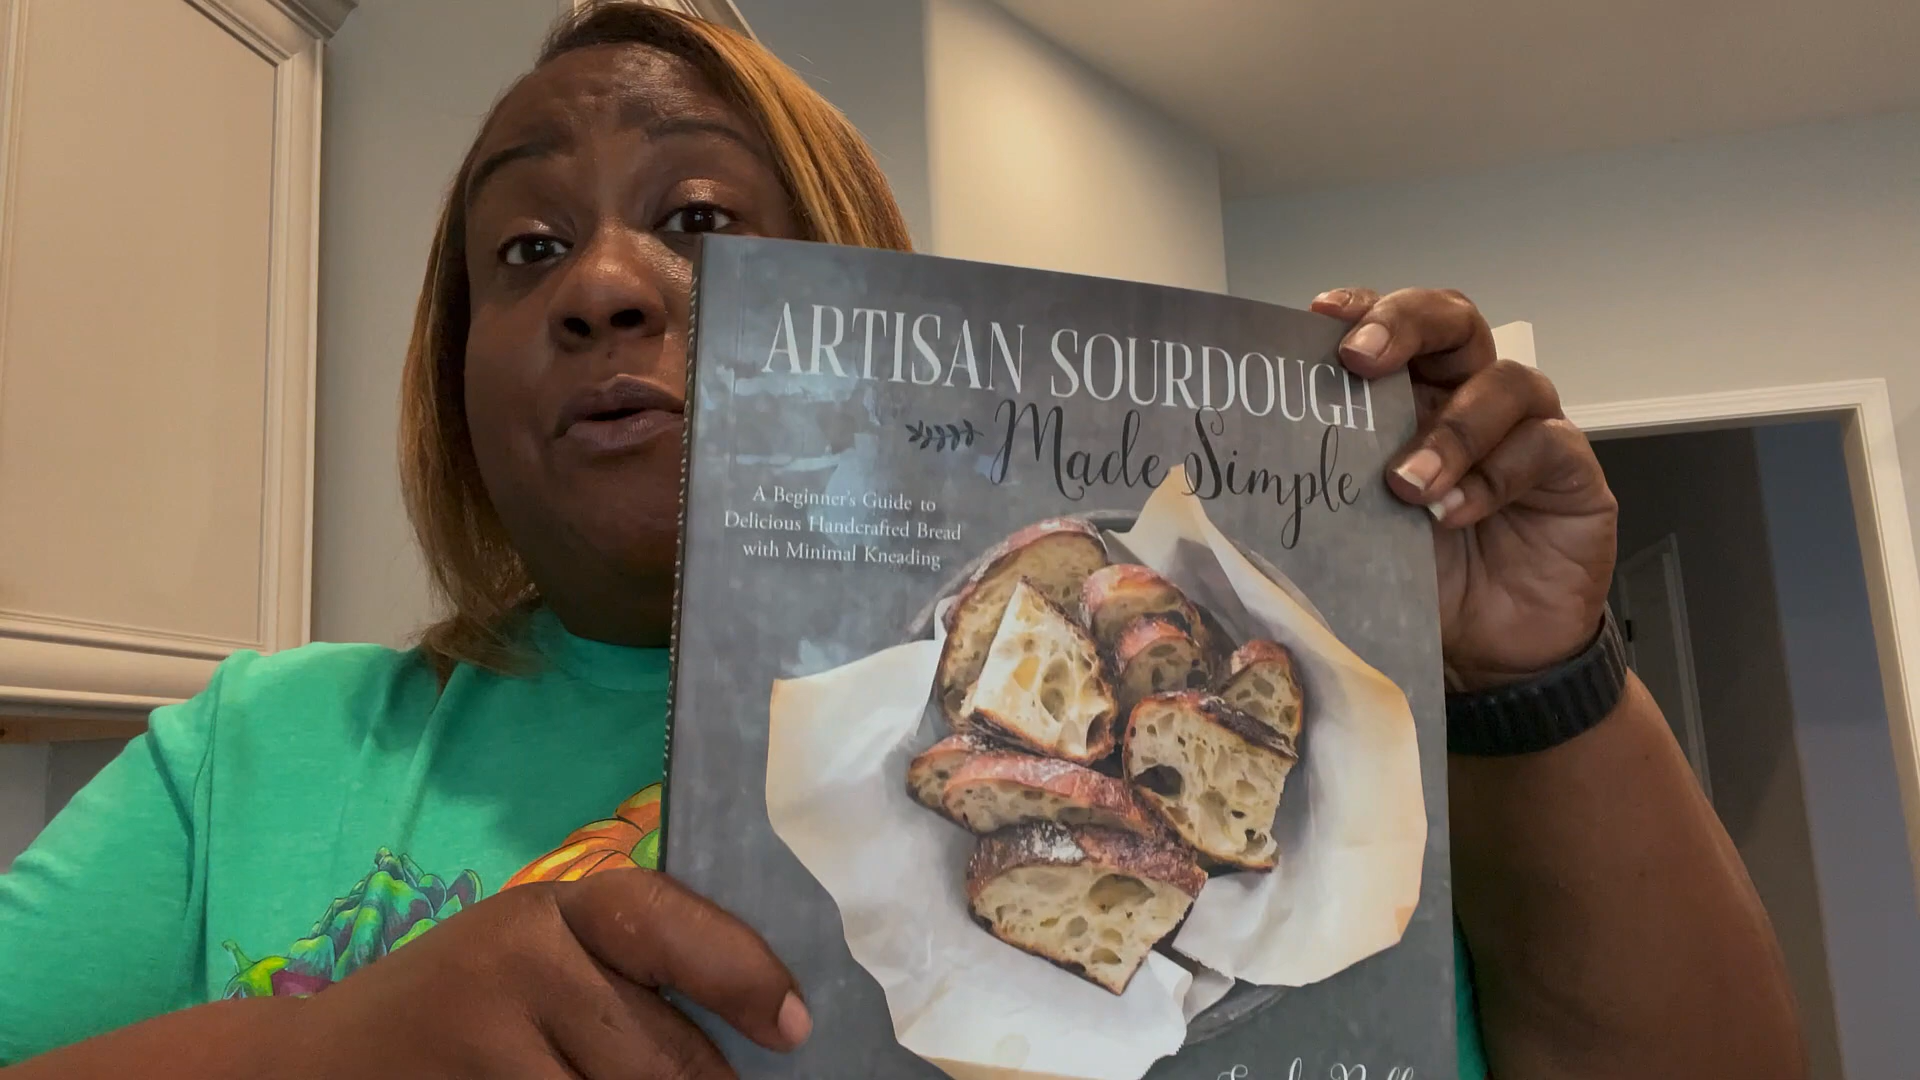 ARTISAN SOURDOUGH
Made Simple
A Beginner's Guide to
Delicious Handcrafted Bread
with Minimal Kneading